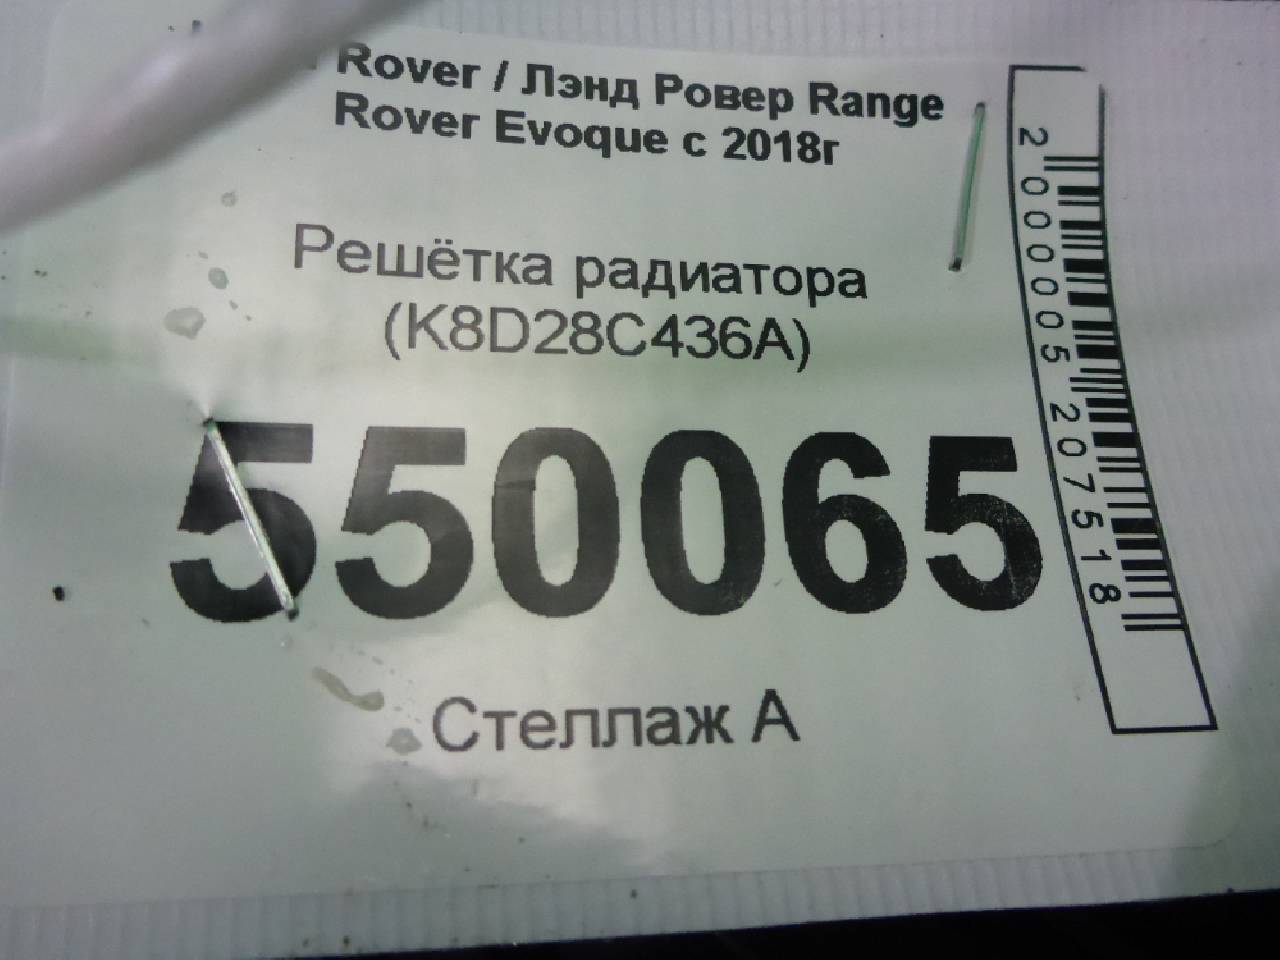 Rover / Лэнд Ровер Range
Rover Evoque с 2018г
Решётка радиатора
(K8D28C436A)
550065
Стеллаж А
2000005207518